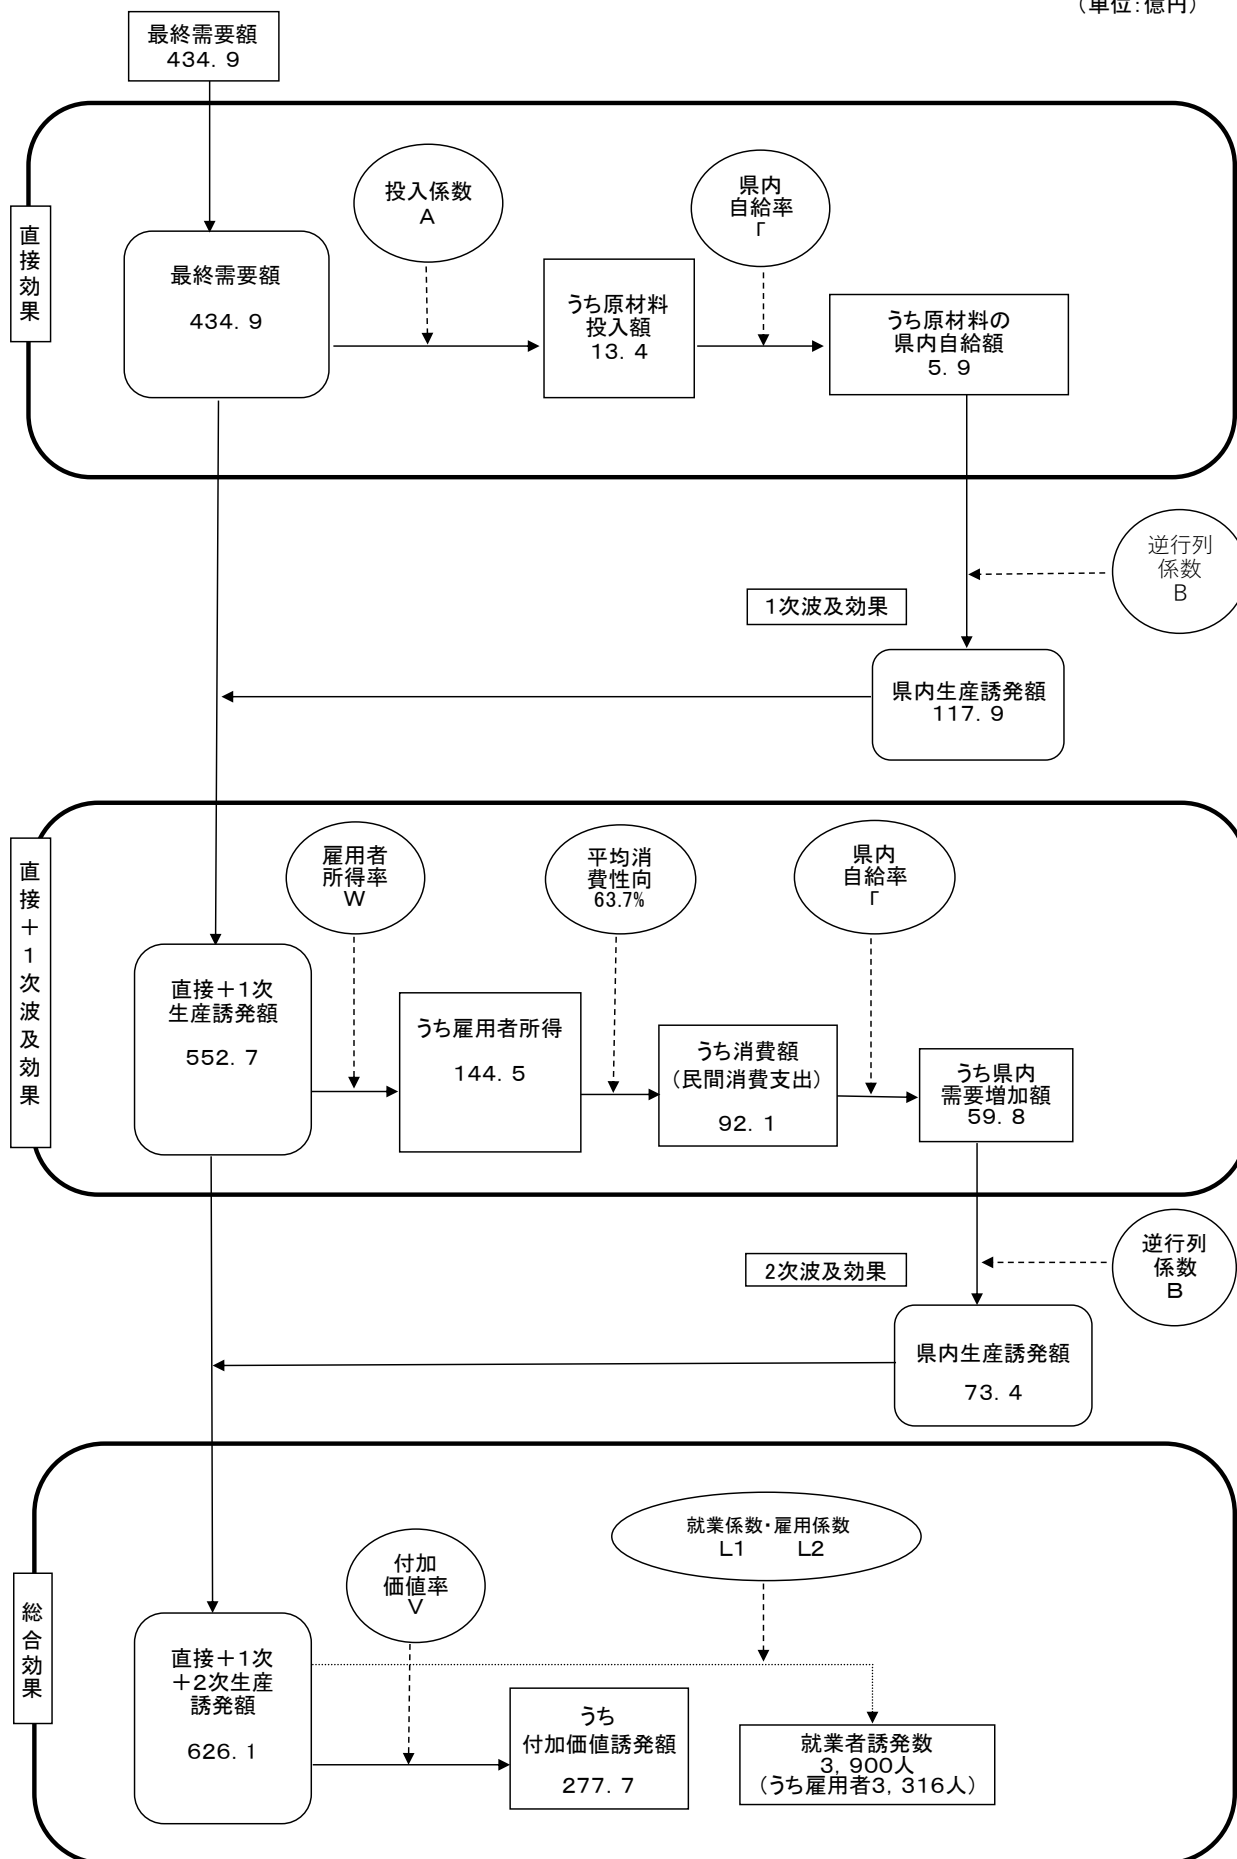 （単位：億円）
最終需要額
434．9
直接効果
投入係数
A
県内
自給率
Γ
最終需要額
434．9
うち原材料
投入額
13．4
うち原材料の
県内自給額
5．9
逆行列
係数
B
1次波及効果
県内生産誘発額
117．9
直接＋1次波及効果
雇用者
所得率
W
平均消
費性向
63.7%
県内
自給率
Γ
直接＋1次
生産誘発額
552．7
うち雇用者所得
144．5
うち消費額
（民間消費支出）
92．1
うち県内
需要増加額
59．8
逆行列
係数
B
2次波及効果
県内生産誘発額
73．4
総合効果
就業係数・雇用係数
L1 L2
付加
価値率
V
直接＋1次
＋2次生産
誘発額
626．1
うち
付加価値誘発額
277．7
就業者誘発数
3，900人
（うち雇用者3，316人）